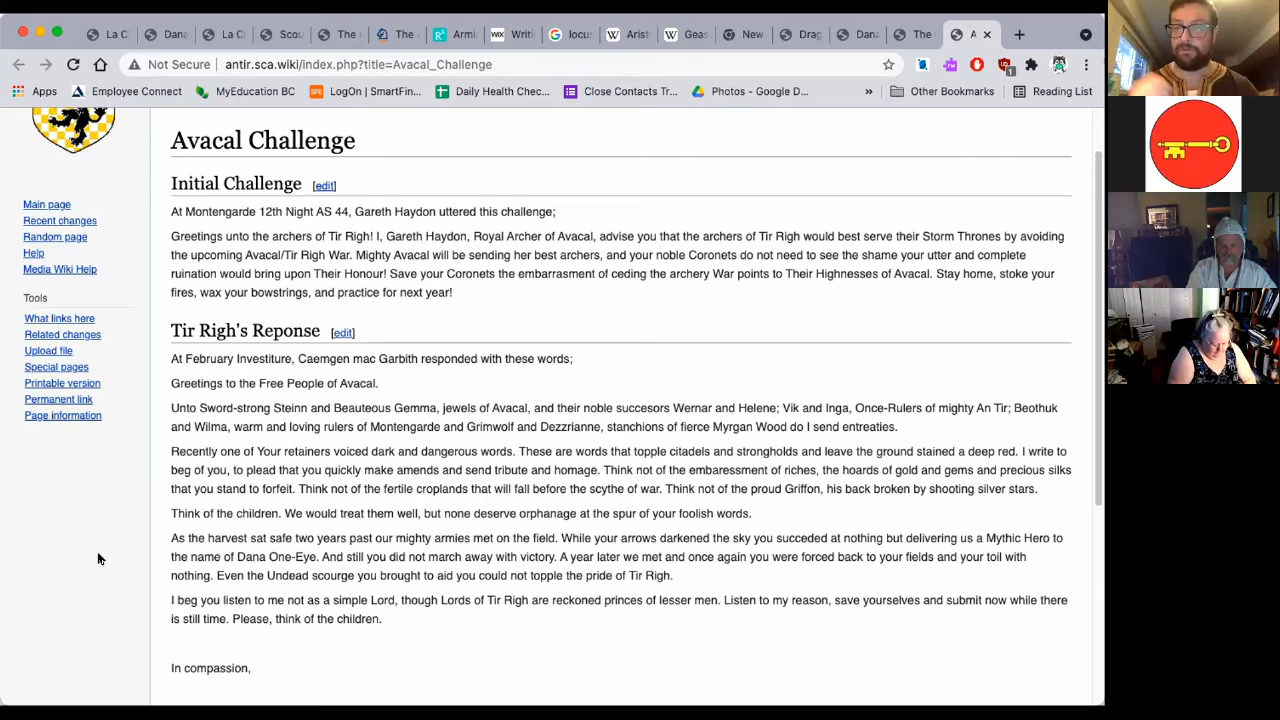 La C
Dana
La C
Scou
The
The
Armi
WIX Writi
locus
Arist
Geas
New
Drag
Dana
The
A
Not Secure antir.sca.wiki/index.php?title=Avacal_Challenge
Apps Employee Connect MyEducation BC LogOn | SmartFin... Daily Health Chec... Close Contacts Tr... Photos - Google D... » Other Bookmarks Reading List
Avacal Challenge
Initial Challenge [edit]
At Montengarde 12th Night AS 44, Gareth Haydon uttered this challenge;
Greetings unto the archers of Tir Righ! I, Gareth Haydon, Royal Archer of Avacal, advise you that the archers of Tir Righ would best serve their Storm Thrones by avoiding
the upcoming Avacal/Tir Righ War. Mighty Avacal will be sending her best archers, and your noble Coronets do not need to see the shame your utter and complete
ruination would bring upon Their Honour! Save your Coronets the embarrasment of ceding the archery War points to Their Highnesses of Avacal. Stay home, stoke your
fires, wax your bowstrings, and practice for next year!
Tir Righ's Reponse [edit]
At February Investiture, Caemgen mac Garbith responded with these words;
Greetings to the Free People of Avacal.
Unto Sword-strong Steinn and Beauteous Gemma, jewels of Avacal, and their noble succesors Wernar and Helene; Vik and Inga, Once-Rulers of mighty An Tir; Beothuk
and Wilma, warm and loving rulers of Montengarde and Grimwolf and Dezzrianne, stanchions of fierce Myrgan Wood do I send entreaties.
Recently one of Your retainers voiced dark and dangerous words. These are words that topple citadels and strongholds and leave the ground stained a deep red. I write to
beg of you, to plead that you quickly make amends and send tribute and homage. Think not of the embaressment of riches, the hoards of gold and gems and precious silks
that you stand to forfeit. Think not of the fertile croplands that will fall before the scythe of war. Think not of the proud Griffon, his back broken by shooting silver stars.
Think of the children. We would treat them well, but none deserve orphanage at the spur of your foolish words.
As the harvest sat safe two years past our mighty armies met on the field. While your arrows darkened the sky you succeded at nothing but delivering us a Mythic Hero to
the name of Dana One-Eye. And still you did not march away with victory. A year later we met and once again you were forced back to your fields and your toil with
nothing. Even the Undead scourge you brought to aid you could not topple the pride of Tir Righ.
I beg you listen to me not as a simple Lord, though Lords of Tir Righ are reckoned princes of lesser men. Listen to my reason, save yourselves and submit now while there
is still time. Please, think of the children.
In compassion,
Main page
Recent changes
Random page
Help
Media Wiki Help
Tools
What links here
Related changes
Upload file
Special pages
Printable version
Permanent link
Page information